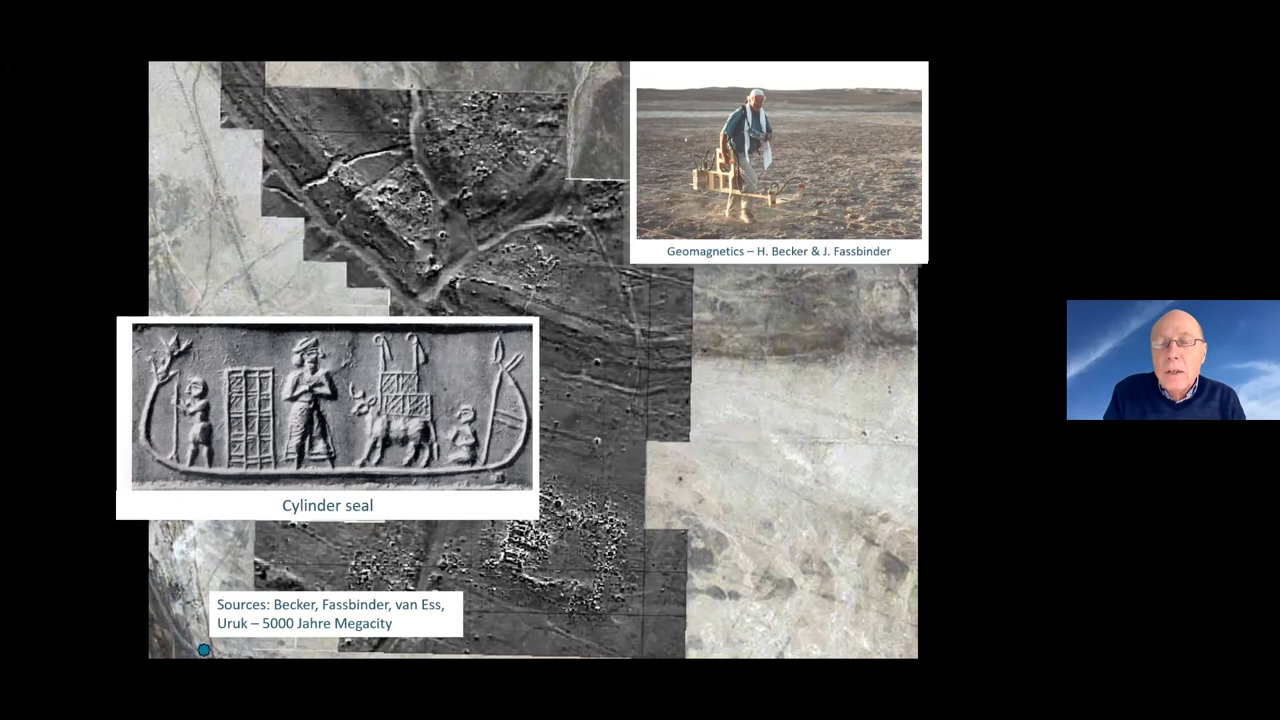 Geomagnetics – H. Becker & J. Fassbinder
Cylinder seal
Sources: Becker, Fassbinder, van Ess,
Uruk – 5000 Jahre Megacity